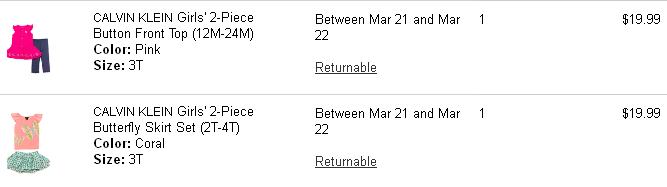 CALVIN KLEIN Girls' 2-Piece
Button Front Top (12M-24M)
Color: Pink
Size: 3T
Between Mar 21 and Mar
22
Returnable
1
$19.99
CALVIN KLEIN Girls' 2-Piece
Butterfly Skirt Set (2T-4T)
Color: Coral
Size: 3T
Between Mar 21 and Mar
22
Returnable
1
$19.99